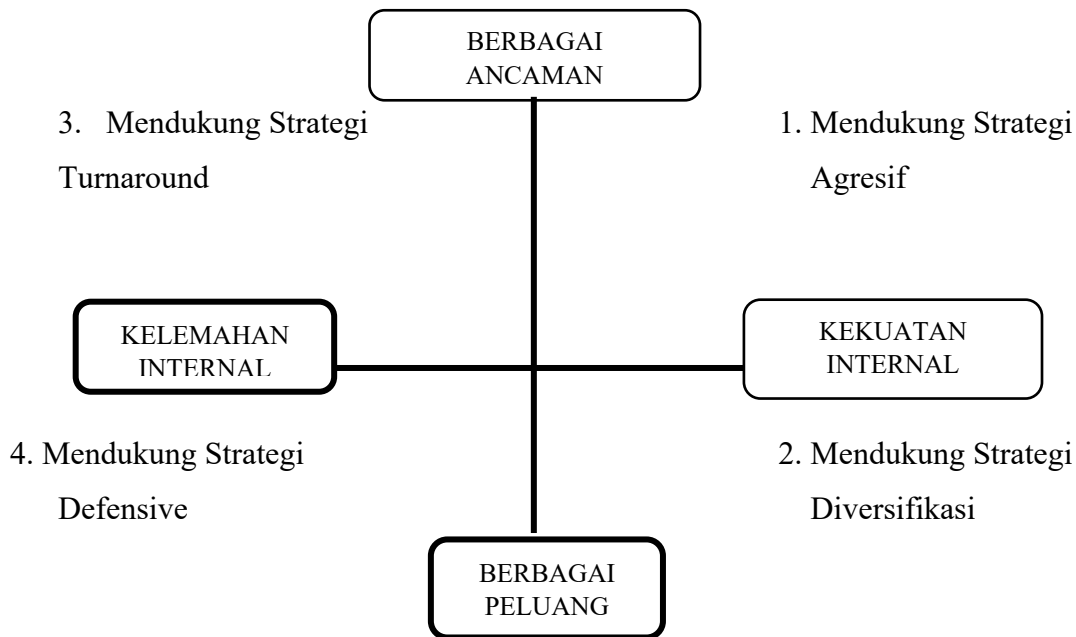 BERBAGAI
ANCAMAN
3. Mendukung Strategi
Turnaround
1. Mendukung Strategi
Agresif
KELEMAHAN
INTERNAL
KEKUATAN
INTERNAL
4. Mendukung Strategi
Defensive
2. Mendukung Strategi
Diversifikasi
BERBAGAI
PELUANG